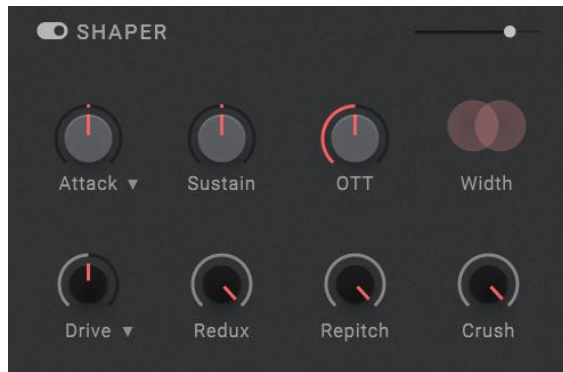 SHAPER
Attack ▼ Sustain OTT Width
Drive ▼ Redux Repitch Crush